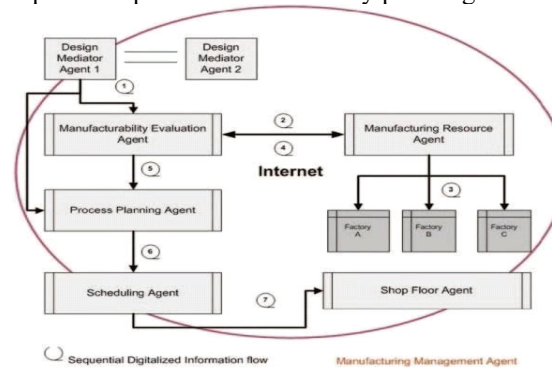 Design
Mediator
Agent 1
Design
Mediator
Agent 2
1
Manufacturability Evaluation
Agent
2
4
Manufacturing Resource
Agent
Internet
5
3
Process Planning Agent
Factory
A
Factory
B
Factory
C
6
Scheduling Agent
7
Shop Floor Agent
Sequential Digitalized Information flow
Manufacturing Management Agent